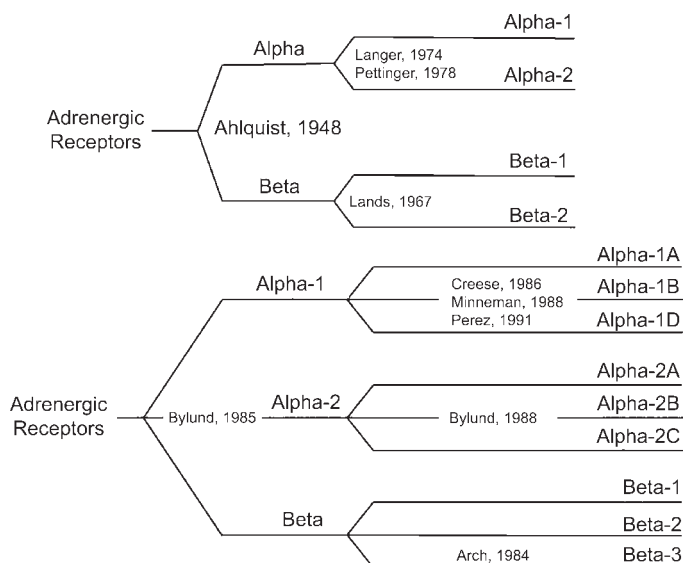 Alpha-1
Alpha
Langer, 1974
Pettinger, 1978
Alpha-2
Adrenergic
Receptors
Ahlquist, 1948
Beta-1
Beta
Lands, 1967
Beta-2
Alpha-1A
Alpha-1
Creese, 1986
Alpha-1B
Minneman, 1988
Perez, 1991
Alpha-1D
Alpha-2A
Adrenergic
Receptors
Bylund, 1985
Alpha-2
Bylund, 1988
Alpha-2B
Alpha-2C
Beta-1
Beta
Beta-2
Arch, 1984
Beta-3